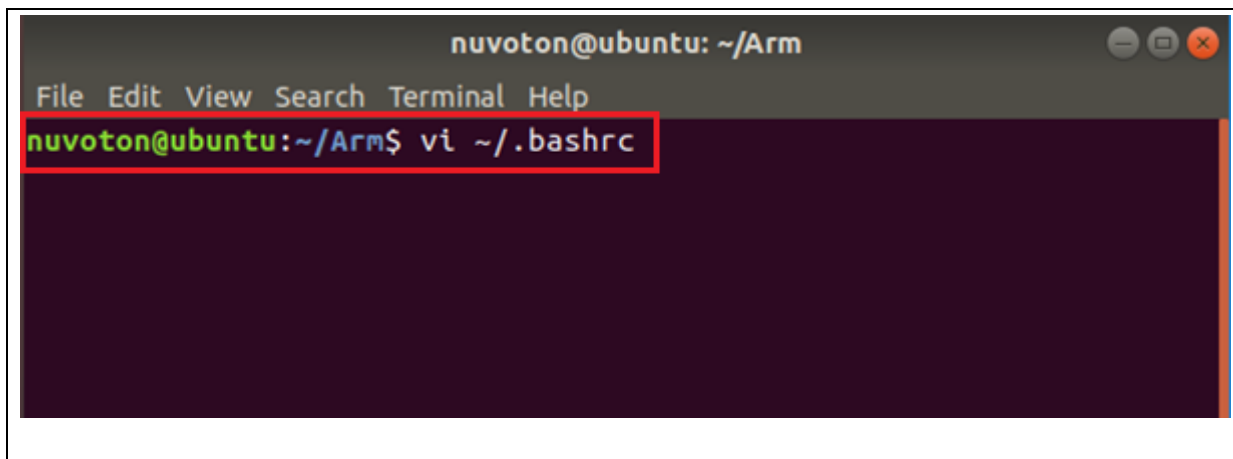 nuvoton@ubuntu: ~/Arm
File Edit View Search Terminal Help
nuvoton@ubuntu:~/Arm$ vi ~/.bashrc